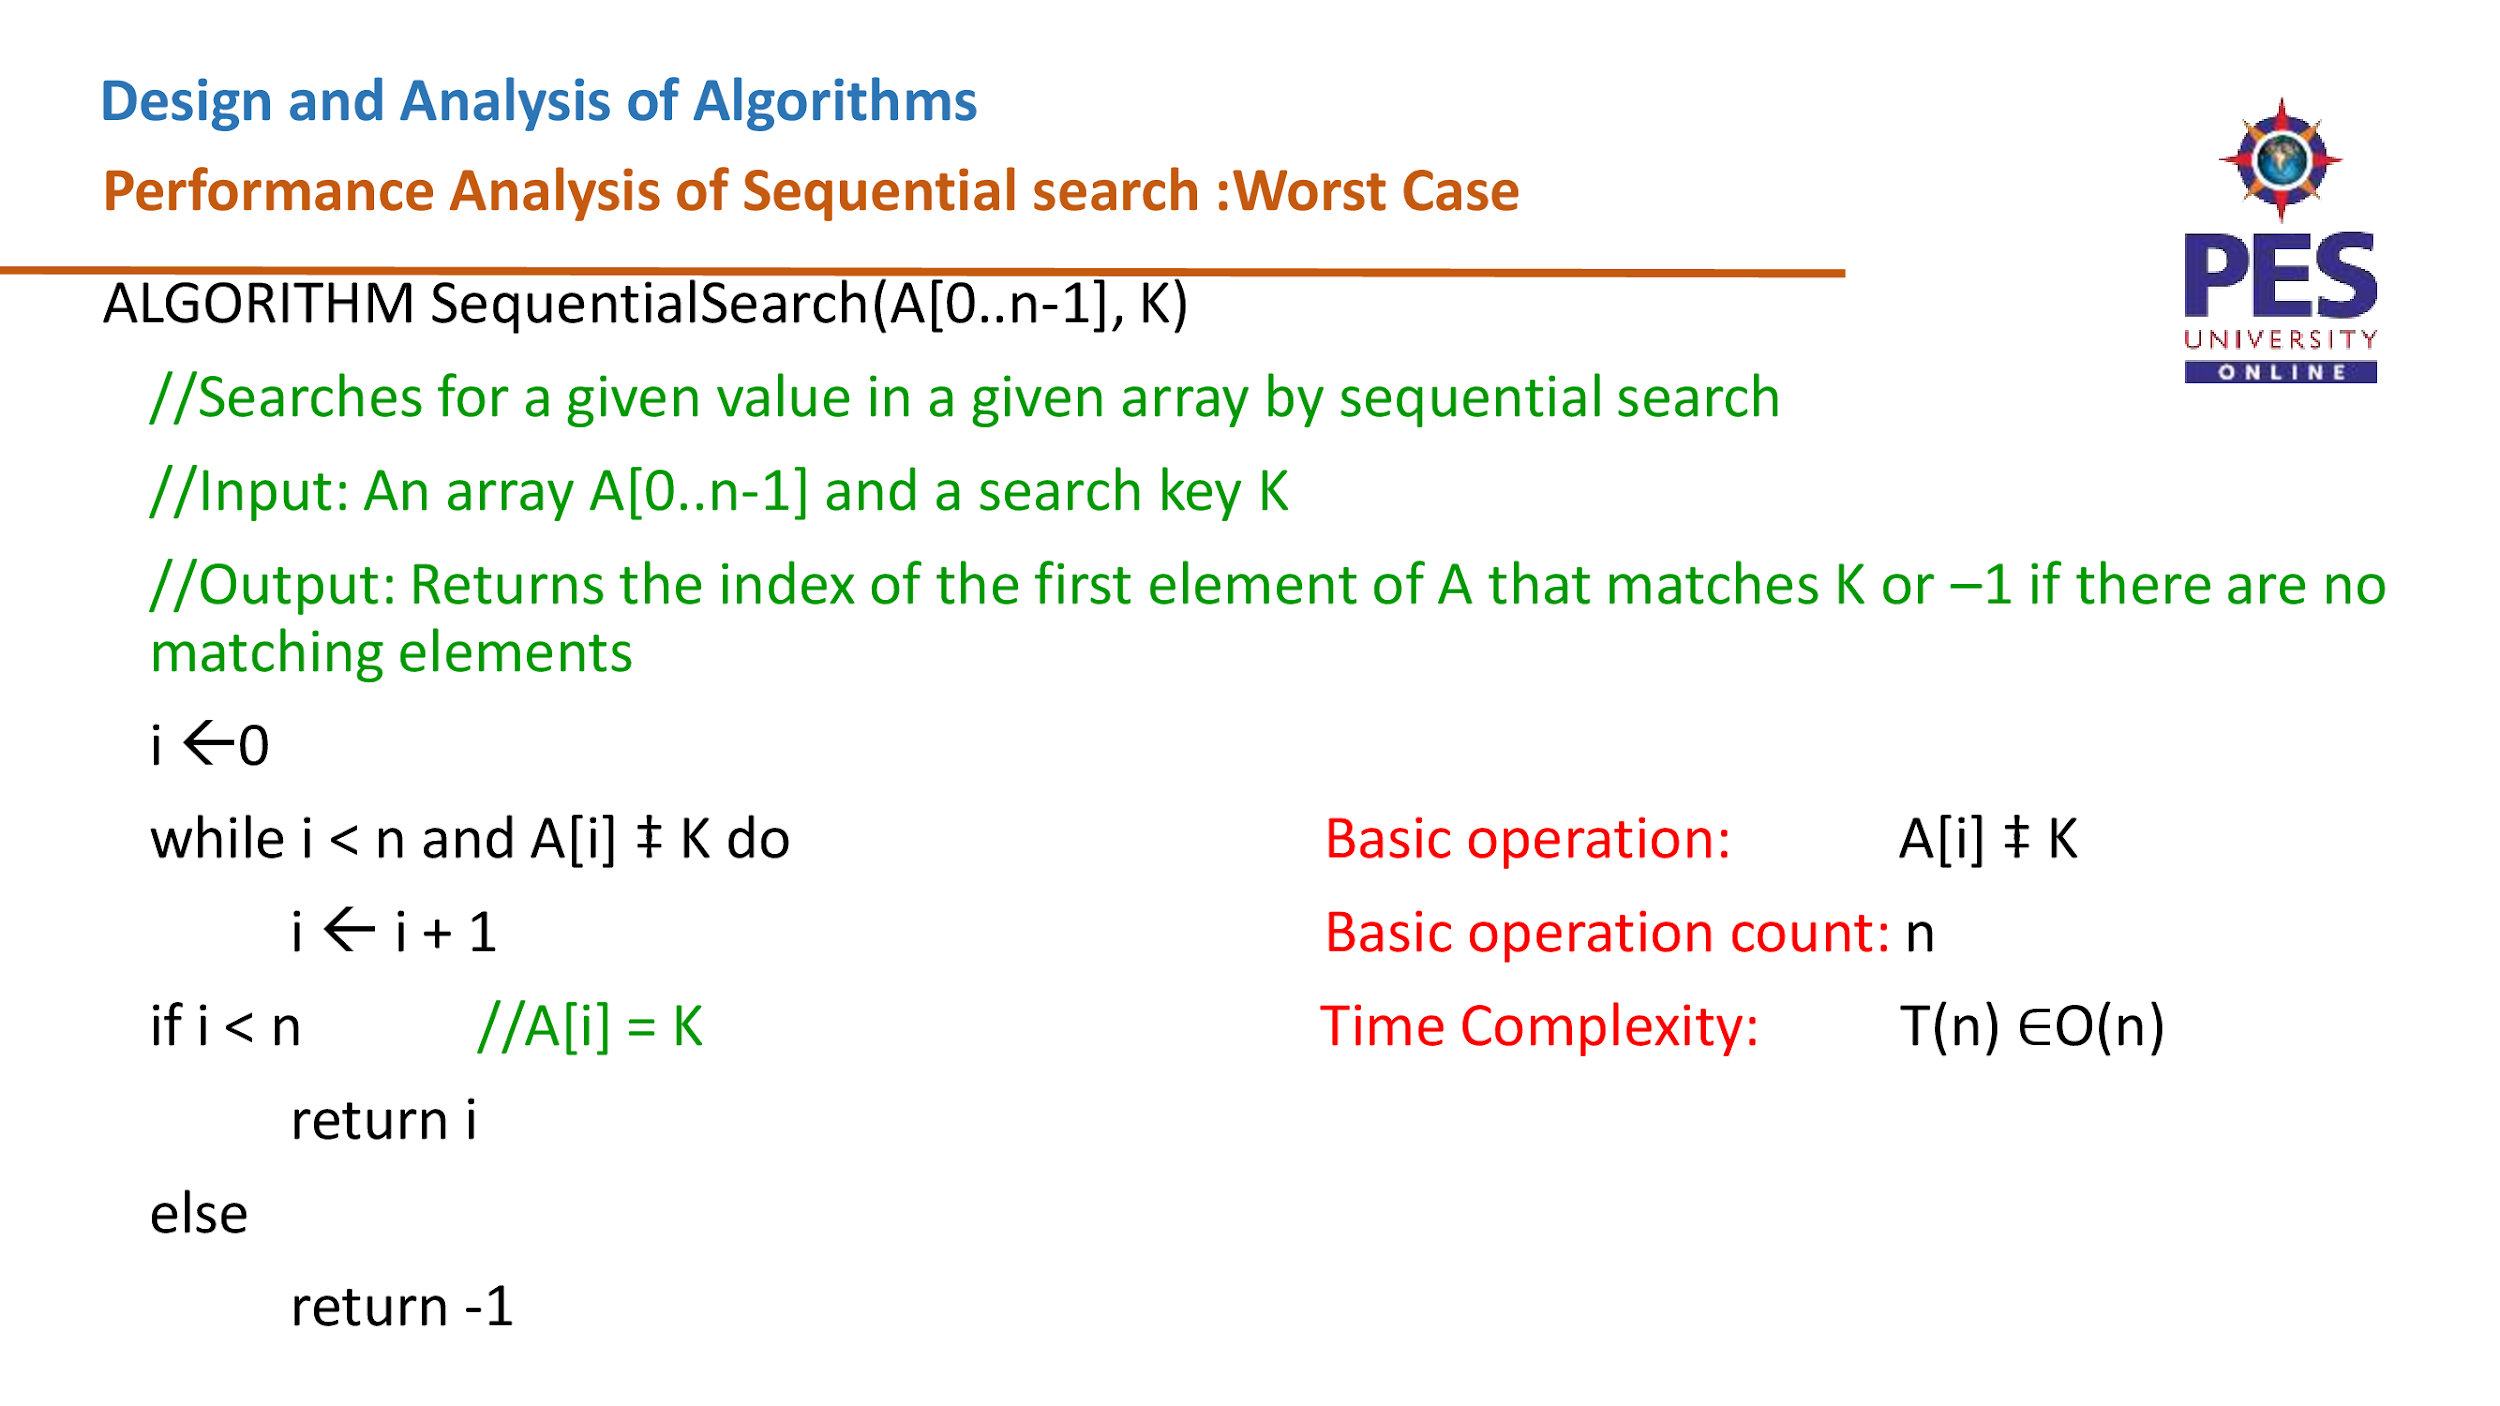 Design and Analysis of Algorithms
Performance Analysis of Sequential search :Worst Case
PES
UNIVERSITY
ONLINE
ALGORITHM SequentialSearch(A[0..n-1], K)
//Searches for a given value in a given array by sequential search
//Input: An array A[0..n-1] and a search key K
//Output: Returns the index of the first element of A that matches K or –1 if there are no
matching elements
i ←0
while i < n and A[i] ‡ K do
Basic operation: A[i] ‡ K
i ← i + 1
Basic operation count: n
if i < n //A[i] = K
Time Complexity: T(n) ∈O(n)
return i
else
return -1